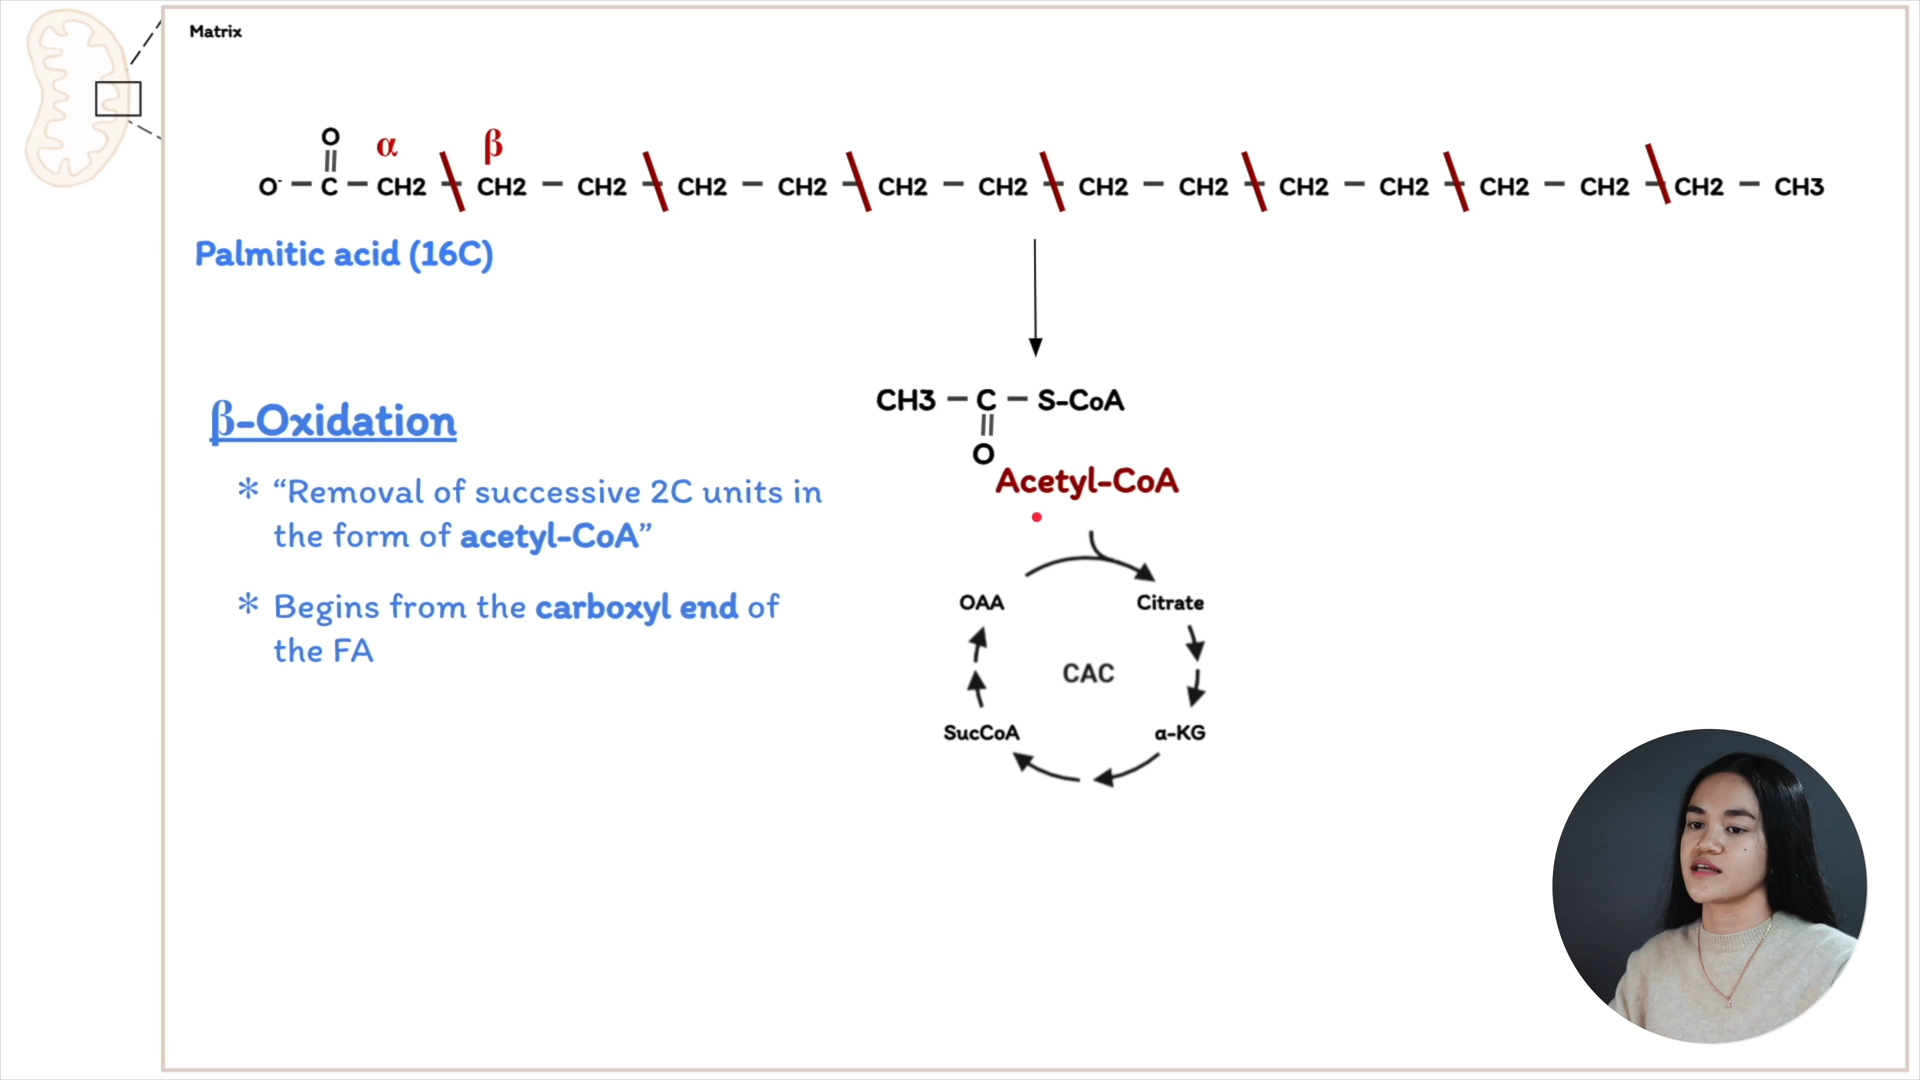 Matrix
O
α
β
O⁻ — C — CH2 — CH2 — CH2 — CH2 — CH2 — CH2 — CH2 — CH2 — CH2 — CH2 — CH2 — CH2 — CH2 — CH2 — CH3
Palmitic acid (16C)
CH3 — C — S-CoA
O
Acetyl-CoA
β-Oxidation
* “Removal of successive 2C units in
the form of acetyl-CoA”
* Begins from the carboxyl end of
the FA
OAA
Citrate
CAC
SucCoA
α-KG